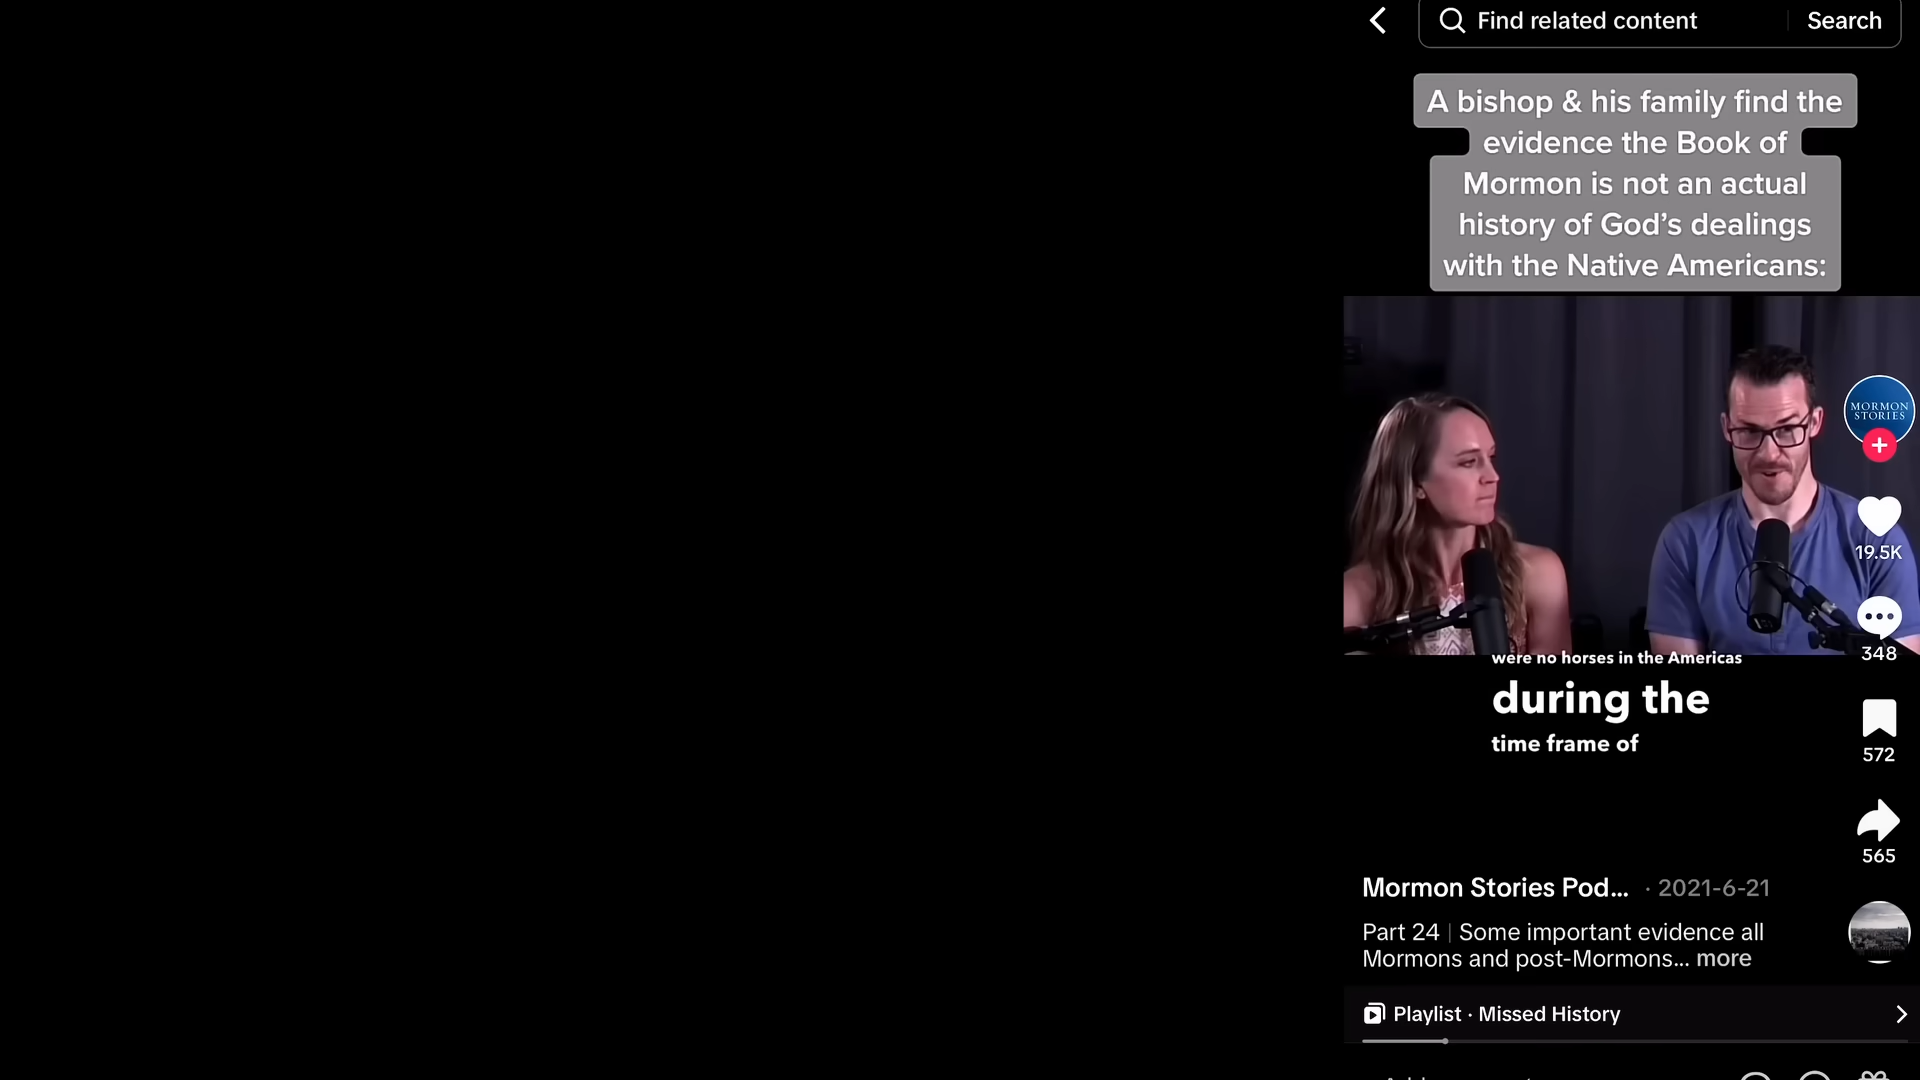 Find related content
Search
A bishop & his family find the
evidence the Book of
Mormon is not an actual
history of God’s dealings
with the Native Americans:
MORMON
STORIES
19.5K
were no horses in the Americas
348
during the
time frame of
572
565
Mormon Stories Pod... · 2021-6-21
Part 24 | Some important evidence all
Mormons and post-Mormons... more
Playlist · Missed History